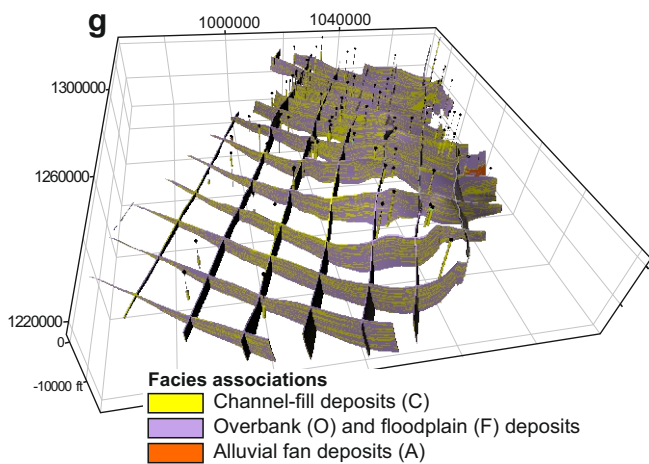 g
1000000
1040000
1300000
1260000
1220000
0
-10000 ft
Facies associations
Channel-fill deposits (C)
Overbank (O) and floodplain (F) deposits
Alluvial fan deposits (A)